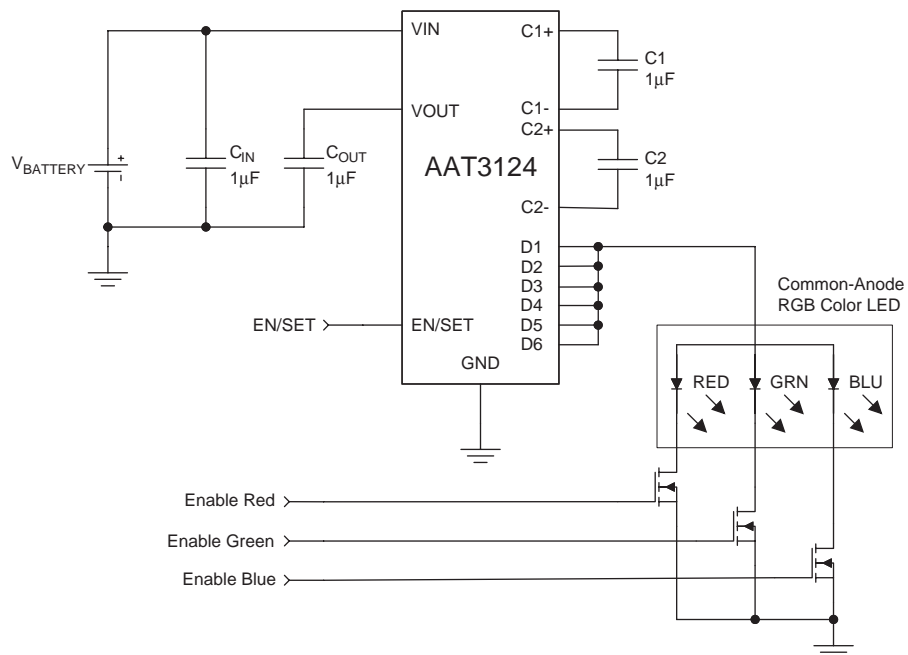 VIN
C1+
C1
1µF
VOUT
C1-
C2+
VBATTERY
+
-
CIN
1µF
COUT
1µF
AAT3124
C2
1µF
C2-
D1
D2
D3
D4
D5
D6
EN/SET
EN/SET
GND
Common-Anode
RGB Color LED
RED
GRN
BLU
Enable Red
Enable Green
Enable Blue